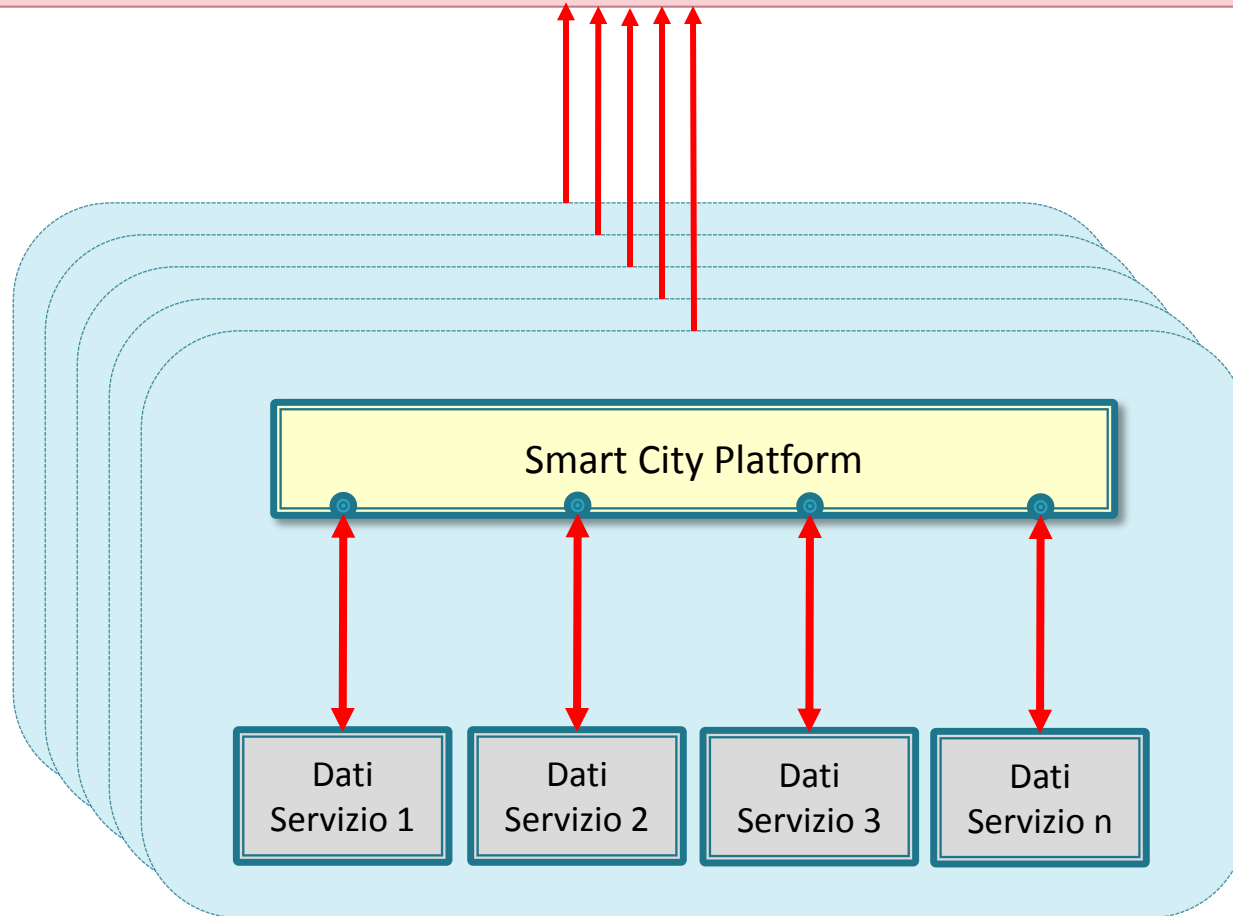 Smart City Platform
Dati
Servizio 1
Dati
Servizio 2
Dati
Servizio 3
Dati
Servizio n